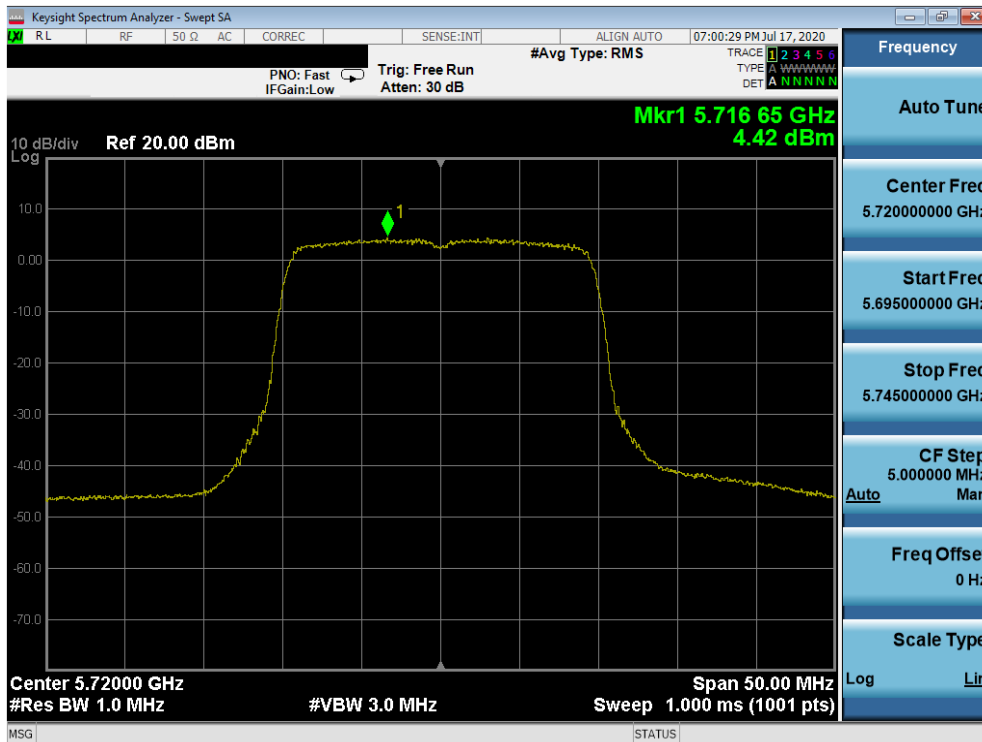 Keysight Spectrum Analyzer - Swept SA
LXI RL RF 50 Ω AC CORREC SENSE:INT ALIGN AUTO 07:00:29 PM Jul 17, 2020
#Avg Type: RMS
TRACE 1 2 3 4 5 6
TYPE A WWWWW
DET A N N N N N
PNO: Fast
IFGain:Low
Trig: Free Run
Atten: 30 dB
Mkr1 5.716 65 GHz
4.42 dBm
10 dB/div
Log
Ref 20.00 dBm
1
10.0
0.00
-10.0
-20.0
-30.0
-40.0
-50.0
-60.0
-70.0
Center 5.72000 GHz
#Res BW 1.0 MHz
#VBW 3.0 MHz
Span 50.00 MHz
Sweep 1.000 ms (1001 pts)
MSG
STATUS
Frequency
Auto Tune
Center Freq
5.720000000 GHz
Start Freq
5.695000000 GHz
Stop Freq
5.745000000 GHz
CF Step
5.000000 MHz
Auto Man
Freq Offset
0 Hz
Scale Type
Log Lin